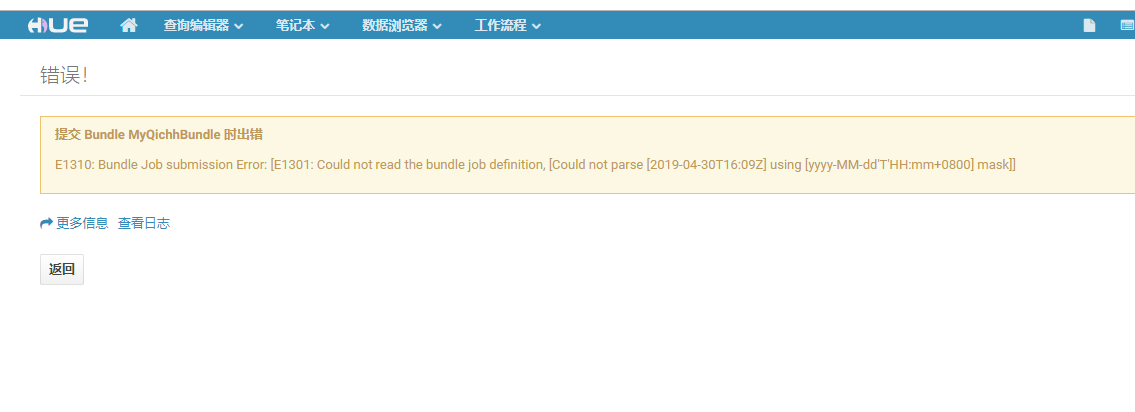 HUE 查询编辑器 笔记本 数据浏览器 工作流程
错误!
提交 Bundle MyQichhBundle 时出错
E1310: Bundle Job submission Error: [E1301: Could not read the bundle job definition, [Could not parse [2019-04-30T16:09Z] using [yyyy-MM-dd'T'HH:mm+0800] mask]]
更多信息 查看日志
返回